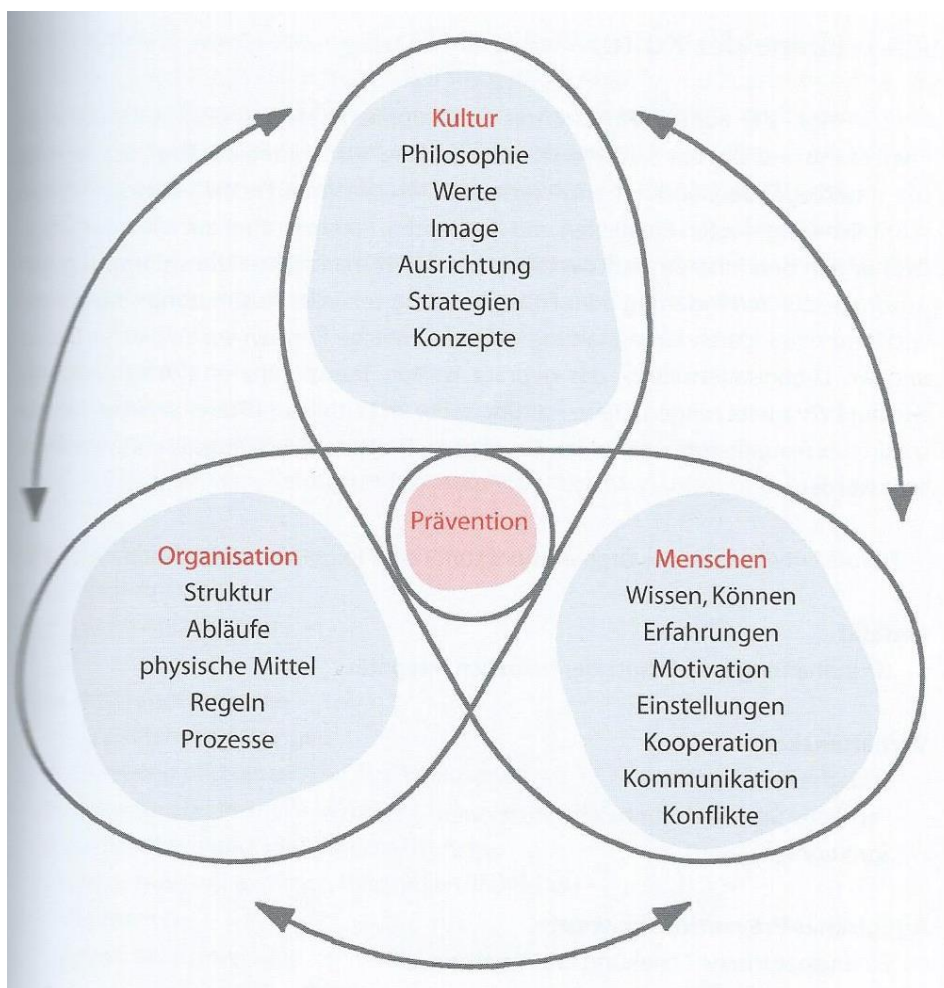 Kultur
Philosophie
Werte
Image
Ausrichtung
Strategien
Konzepte
Prävention
Organisation
Struktur
Abläufe
physische Mittel
Regeln
Prozesse
Menschen
Wissen, Können
Erfahrungen
Motivation
Einstellungen
Kooperation
Kommunikation
Konflikte